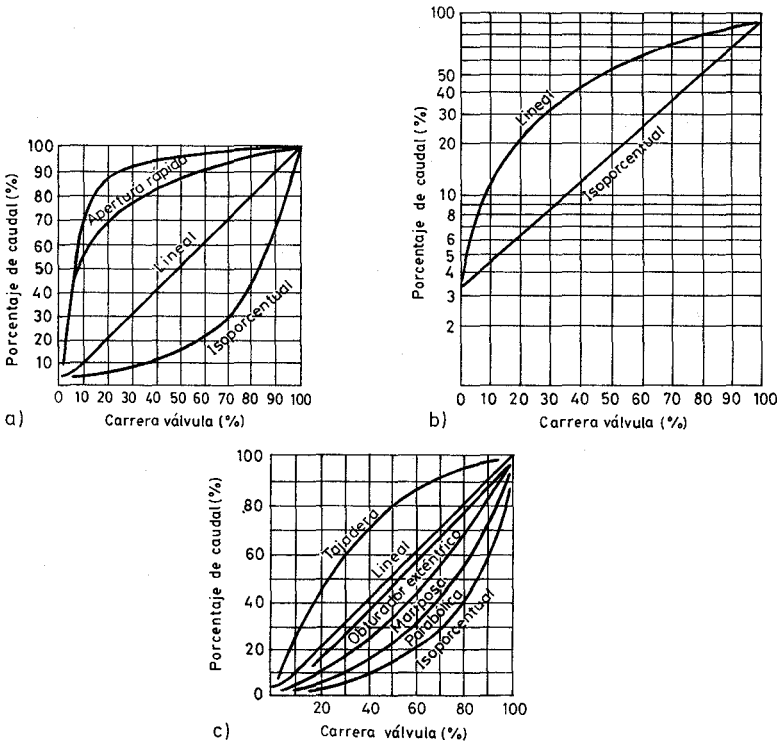 Porcentaje de caudal (%)
100
90
80
70
60
50
40
30
20
10
Apertura rápida
Lineal
Isoporcentual
0 10 20 30 40 50 60 70 80 90 100
Carrera válvula (%)
a)
Porcentaje de caudal (%)
100
50
40
30
20
10
8
6
5
4
3
2
Lineal
Isoporcentual
0 10 20 30 40 50 60 70 80 90 100
Carrera válvula (%)
b)
Porcentaje de caudal (%)
100
80
60
40
20
0
Tajadera
Lineal
Obturador excéntrico
Mariposa
Parabólica
Isoporcentual
20 40 60 80 100
Carrera válvula (%)
c)